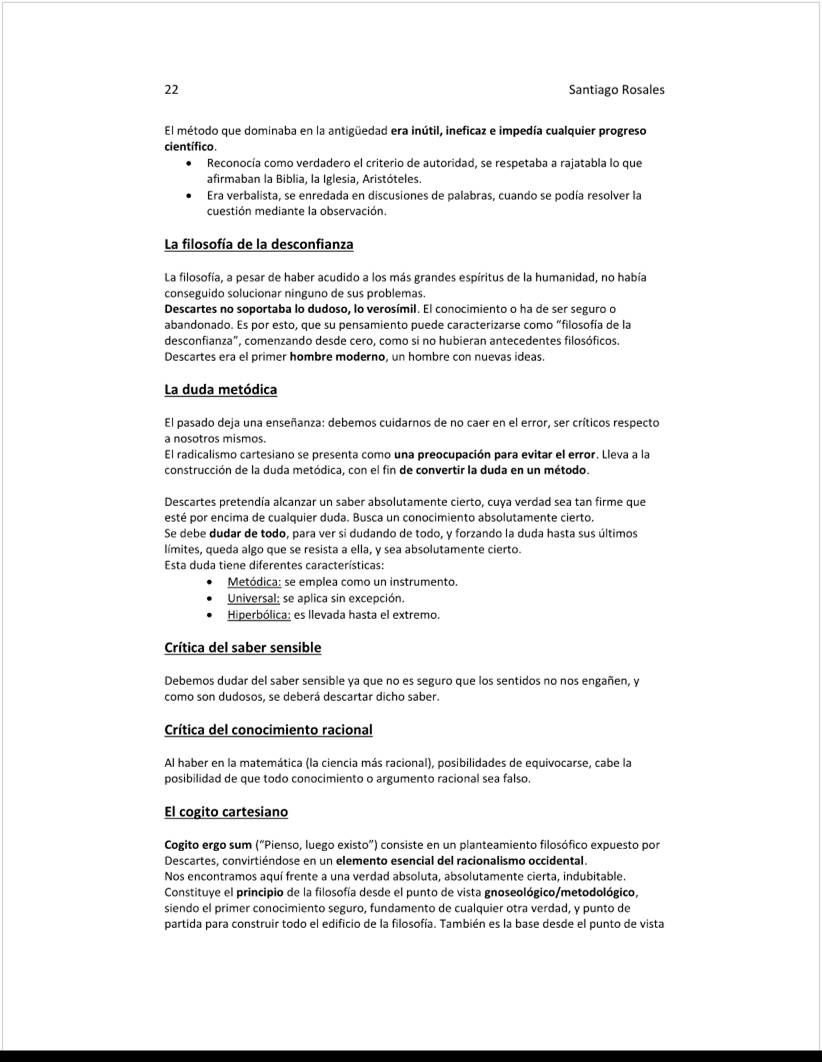 22 Santiago Rosales
El método que dominaba en la antigüedad era inútil, ineficaz e impedía cualquier progreso
científico.
• Reconocía como verdadero el criterio de autoridad, se respetaba a rajatabla lo que
afirmaban la Biblia, la Iglesia, Aristóteles.
• Era verbalista, se enredada en discusiones de palabras, cuando se podía resolver la
cuestión mediante la observación.
La filosofía de la desconfianza
La filosofía, a pesar de haber acudido a los más grandes espíritus de la humanidad, no había
conseguido solucionar ninguno de sus problemas.
Descartes no soportaba lo dudoso, lo verosímil. El conocimiento o ha de ser seguro o
abandonado. Es por esto, que su pensamiento puede caracterizarse como “filosofía de la
desconfianza”, comenzando desde cero, como si no hubieran antecedentes filosóficos.
Descartes era el primer hombre moderno, un hombre con nuevas ideas.
La duda metódica
El pasado deja una enseñanza: debemos cuidarnos de no caer en el error, ser críticos respecto
a nosotros mismos.
El radicalismo cartesiano se presenta como una preocupación para evitar el error. Lleva a la
construcción de la duda metódica, con el fin de convertir la duda en un método.
Descartes pretendía alcanzar un saber absolutamente cierto, cuya verdad sea tan firme que
esté por encima de cualquier duda. Busca un conocimiento absolutamente cierto.
Se debe dudar de todo, para ver si dudando de todo, y forzando la duda hasta sus últimos
límites, queda algo que se resista a ella, y sea absolutamente cierto.
Esta duda tiene diferentes características:
• Metódica: se emplea como un instrumento.
• Universal: se aplica sin excepción.
• Hiperbólica: es llevada hasta el extremo.
Crítica del saber sensible
Debemos dudar del saber sensible ya que no es seguro que los sentidos no nos engañen, y
como son dudosos, se deberá descartar dicho saber.
Crítica del conocimiento racional
Al haber en la matemática (la ciencia más racional), posibilidades de equivocarse, cabe la
posibilidad de que todo conocimiento o argumento racional sea falso.
El cogito cartesiano
Cogito ergo sum (“Pienso, luego existo”) consiste en un planteamiento filosófico expuesto por
Descartes, convirtiéndose en un elemento esencial del racionalismo occidental.
Nos encontramos aquí frente a una verdad absoluta, absolutamente cierta, indubitable.
Constituye el principio de la filosofía desde el punto de vista gnoseológico/metodológico,
siendo el primer conocimiento seguro, fundamento de cualquier otra verdad, y punto de
partida para construir todo el edificio de la filosofía. También es la base desde el punto de vista